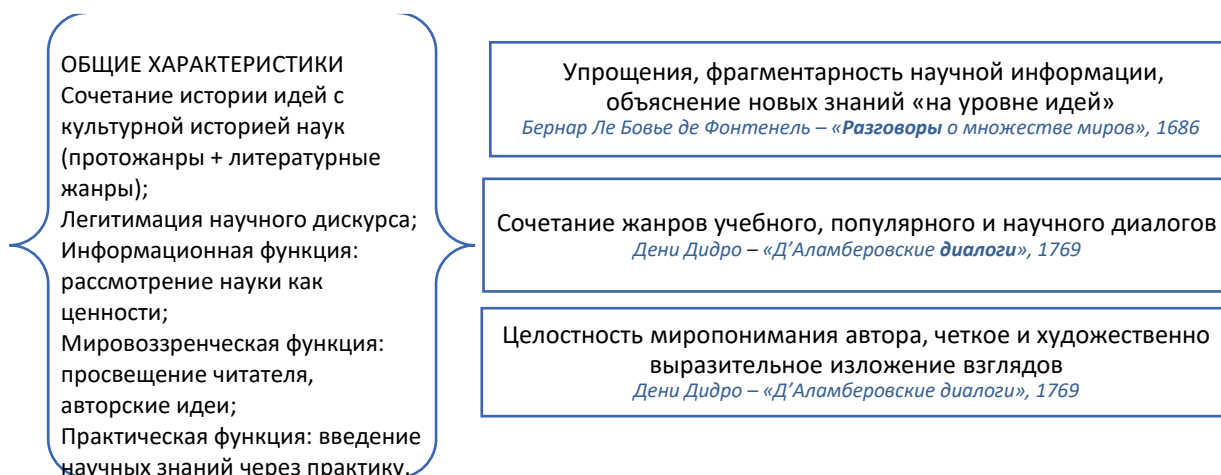 ОБЩИЕ ХАРАКТЕРИСТИКИ
Сочетание истории идей с
культурной историей наук
(протожанры + литературные
жанры);
Легитимация научного дискурса;
Информационная функция:
рассмотрение науки как
ценности;
Мировоззренческая функция:
просвещение читателя,
авторские идеи;
Практическая функция: введение
научных знаний через практику.
Упрощения, фрагментарность научной информации,
объяснение новых знаний «на уровне идей»
Бернар Ле Бовье де Фонтенель – «Разговоры о множестве миров», 1686
Сочетание жанров учебного, популярного и научного диалогов
Дени Дидро – «Д’Аламберовские диалоги», 1769
Целостность миропонимания автора, четкое и художественно
выразительное изложение взглядов
Дени Дидро – «Д’Аламберовские диалоги», 1769